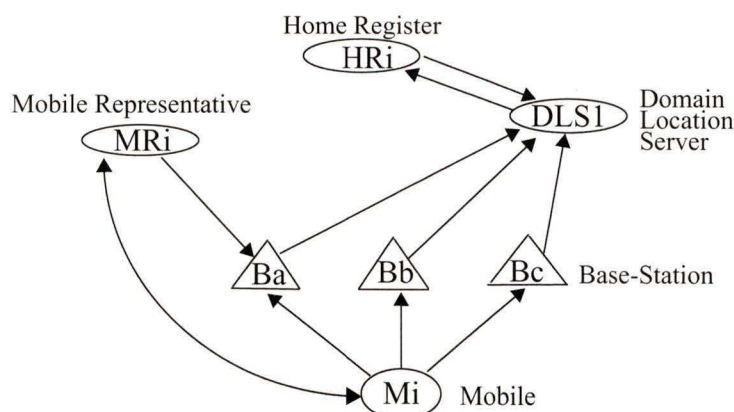 Home Register
HRi
Mobile Representative
MRi
DLS1
Domain
Location
Server
Ba
Bb
Bc
Base-Station
Mi
Mobile